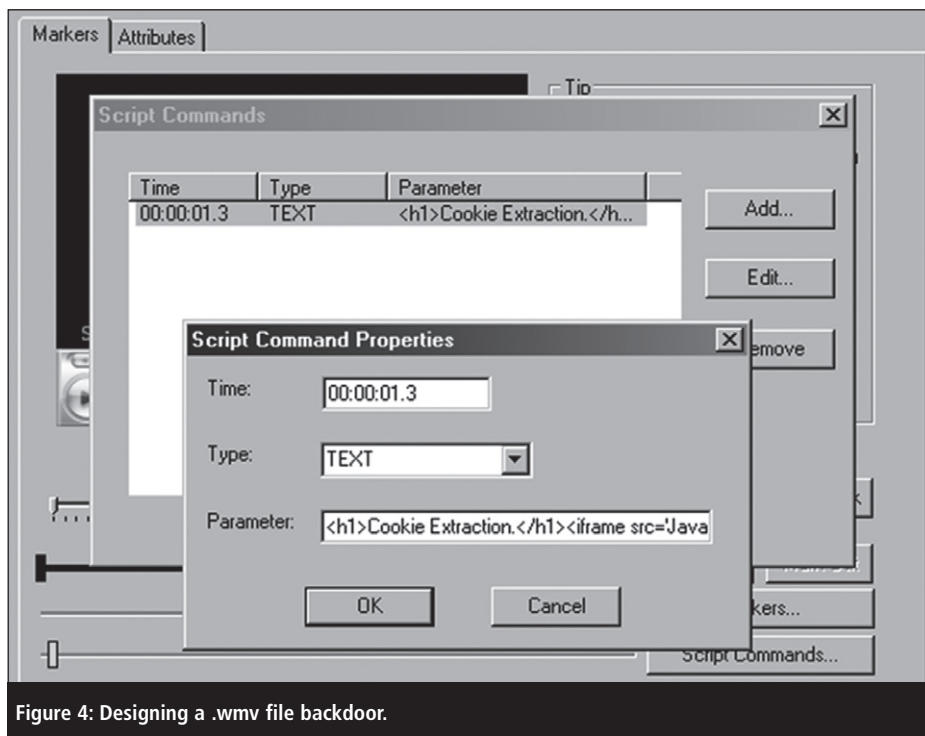 Markers
Attributes
Tip
Script Commands
Time Type Parameter
00:00:01.3 TEXT <h1>Cookie Extraction.</h...
Add...
Edit...
Script Command Properties
Time: 00:00:01.3
Type: TEXT
Parameter: <h1>Cookie Extraction.</h1><iframe src='Java
OK
Cancel
Script Commands...
Figure 4: Designing a .wmv file backdoor.